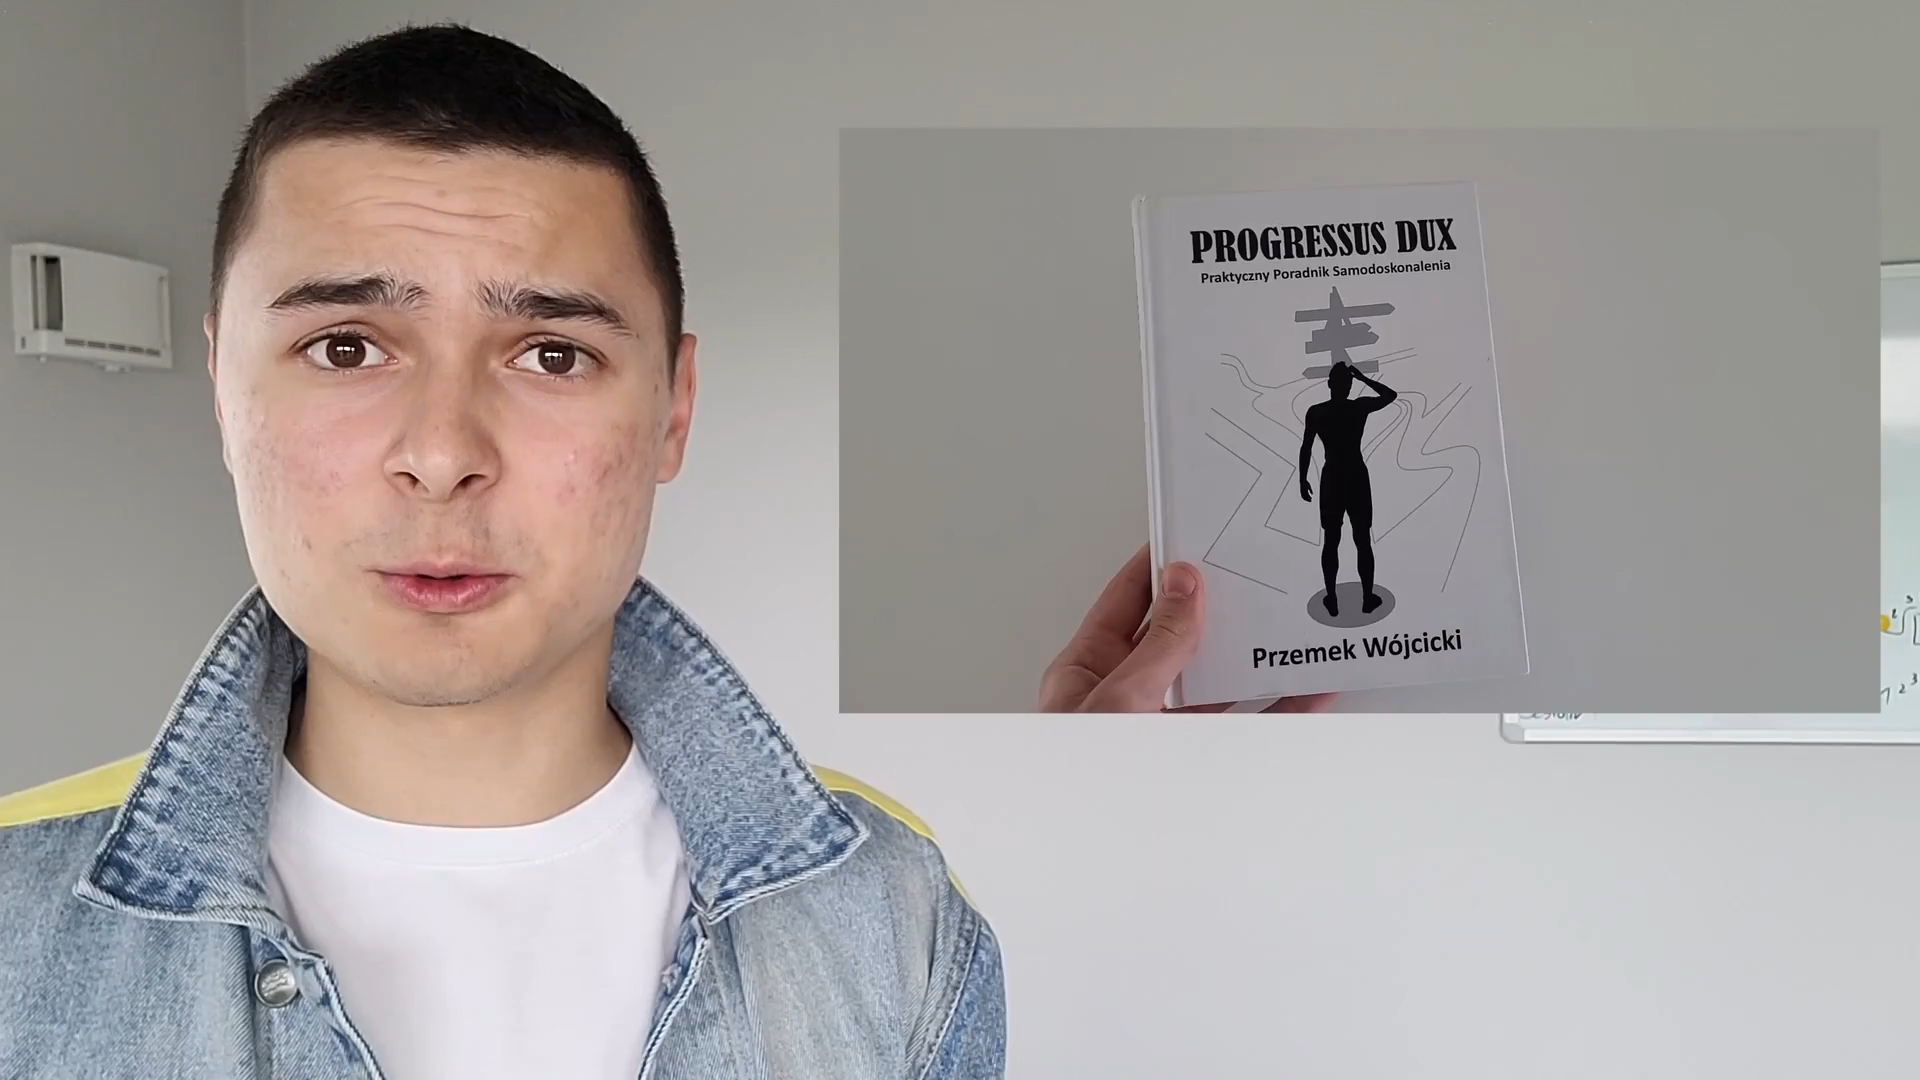 PROGRESSUS DUX
Praktyczny Poradnik Samodoskonalenia
Przemek Wójcicki